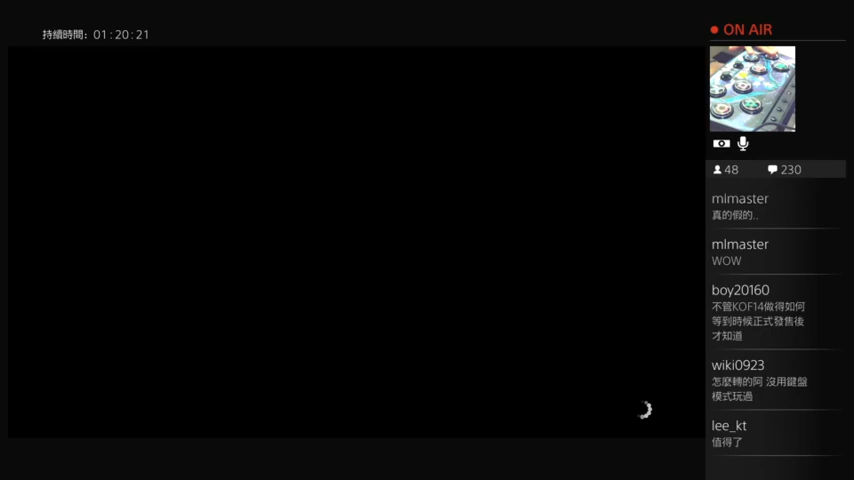 持續時間: 01:20:21
ON AIR
48 230
mlmaster
真的假的..
mlmaster
WOW
boy20160
不管KOF14做得如何
等到時候正式發售後
才知道
wiki0923
怎麼轉的阿 沒用鍵盤
模式玩過
lee_kt
值得了